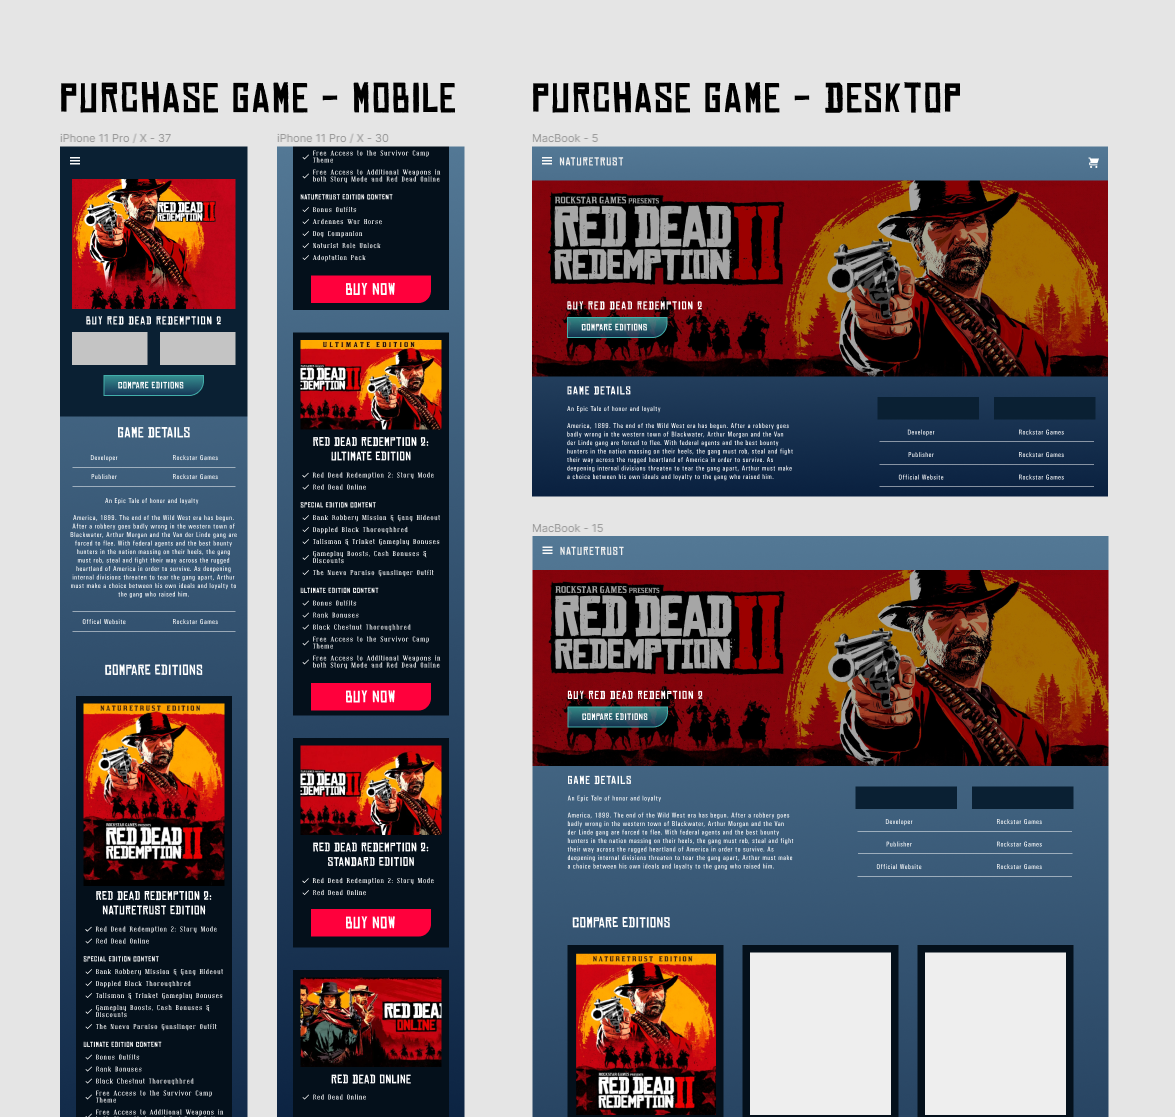 PURCHASE GAME - MOBILE
iPhone 11 Pro / X - 37
BUY RED DEAD REDEMPTION 2
COMPARE EDITIONS
GAME DETAILS
Developer Rockstar Games
Publisher Rockstar Games
An Epic Tale of honor and loyalty
America, 1899. The end of the Wild West era has begun.
After a robbery goes badly wrong in the western town of
Blackwater, Arthur Morgan and the Van der Linde gang are
forced to flee. With federal agents and the best bounty
hunters in the nation massing on their heels, the gang
must rob, steal and fight their way across the rugged
heartland of America in order to survive. As deepening
internal divisions threaten to tear the gang apart, Arthur
must make a choice between his own ideals and loyalty to
the gang who raised him.
Offical Website Rockstar Games
COMPARE EDITIONS
NATURETRUST EDITION
ROCKSTAR GAMES PRESENTS
RED DEAD
REDEMPTION II
RED DEAD REDEMPTION 2:
NATURETRUST EDITION
Red Dead Redemption 2: Story Mode
Red Dead Online
SPECIAL EDITION CONTENT
Bank Robbery Mission & Gang Hideout
Dappled Black Thoroughbred
Talisman & Trinket Gameplay Bonuses
Gameplay Boosts, Cash Bonuses &
Discounts
The Nuevo Paraiso Gunslinger Outfit
ULTIMATE EDITION CONTENT
Bonus Outfits
Rank Bonuses
Black Chestnut Thoroughbred
Free Access to the Survivor Camp
Theme
Free Access to Additional Weapons in
iPhone 11 Pro / X - 30
Free Access to the Survivor Camp
Theme
Free Access to Additional Weapons in
both Story Mode and Red Dead Online
NATURETRUST EDITION CONTENT
Bonus Outfits
Ardennes War Horse
Dog Companion
Naturist Role Unlock
Adoptation Pack
BUY NOW
ULTIMATE EDITION
RED DEAD
REDEMPTION
RED DEAD REDEMPTION 2:
ULTIMATE EDITION
Red Dead Redemption 2: Story Mode
Red Dead Online
SPECIAL EDITION CONTENT
Bank Robbery Mission & Gang Hideout
Dappled Black Thoroughbred
Talisman & Trinket Gameplay Bonuses
Gameplay Boosts, Cash Bonuses &
Discounts
The Nuevo Paraiso Gunslinger Outfit
ULTIMATE EDITION CONTENT
Bonus Outfits
Rank Bonuses
Black Chestnut Thoroughbred
Free Access to the Survivor Camp
Theme
Free Access to Additional Weapons in
both Story Mode and Red Dead Online
BUY NOW
RED DEAD REDEMPTION 2:
STANDARD EDITION
Red Dead Redemption 2: Story Mode
Red Dead Online
BUY NOW
RED DEAD
ONLINE
RED DEAD ONLINE
Red Dead Online
PURCHASE GAME - DESKTOP
MacBook - 5
NATURETRUST
ROCKSTAR GAMES PRESENTS
RED DEAD
REDEMPTION II
BUY RED DEAD REDEMPTION 2
COMPARE EDITIONS
GAME DETAILS
An Epic Tale of honor and loyalty
America, 1899. The end of the Wild West era has begun. After a robbery goes
badly wrong in the western town of Blackwater, Arthur Morgan and the Van
der Linde gang are forced to flee. With federal agents and the best bounty
hunters in the nation massing on their heels, the gang must rob, steal and fight
their way across the rugged heartland of America in order to survive. As
deepening internal divisions threaten to tear the gang apart, Arthur must make
a choice between his own ideals and loyalty to the gang who raised him.
Developer Rockstar Games
Publisher Rockstar Games
Official Website Rockstar Games
MacBook - 15
NATURETRUST
ROCKSTAR GAMES PRESENTS
RED DEAD
REDEMPTION II
BUY RED DEAD REDEMPTION 2
COMPARE EDITIONS
GAME DETAILS
An Epic Tale of honor and loyalty
America, 1899. The end of the Wild West era has begun. After a robbery goes
badly wrong in the western town of Blackwater, Arthur Morgan and the Van
der Linde gang are forced to flee. With federal agents and the best bounty
hunters in the nation massing on their heels, the gang must rob, steal and fight
their way across the rugged heartland of America in order to survive. As
deepening internal divisions threaten to tear the gang apart, Arthur must make
a choice between his own ideals and loyalty to the gang who raised him.
Developer Rockstar Games
Publisher Rockstar Games
Official Website Rockstar Games
COMPARE EDITIONS
NATURETRUST EDITION
ROCKSTAR GAMES PRESENTS
RED DEAD
REDEMPTION II